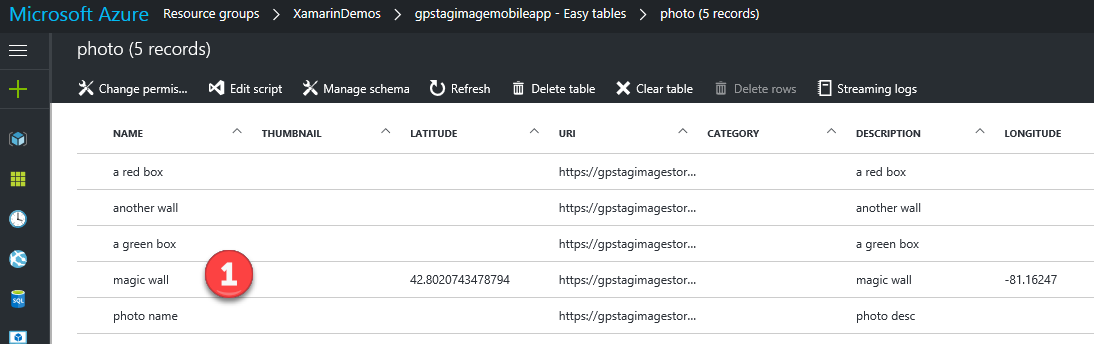 Microsoft Azure Resource groups > XamarinDemos > gpstagimagemobileapp - Easy tables > photo (5 records)
photo (5 records)
Change permis... Edit script Manage schema Refresh Delete table Clear table Delete rows Streaming logs
NAME THUMBNAIL LATITUDE URI CATEGORY DESCRIPTION LONGITUDE
a red box https://gpstagimagestor... a red box
another wall https://gpstagimagestor... another wall
a green box https://gpstagimagestor... a green box
magic wall 1 42.8020743478794 https://gpstagimagestor... magic wall -81.16247
photo name https://gpstagimagestor... photo desc
SQL